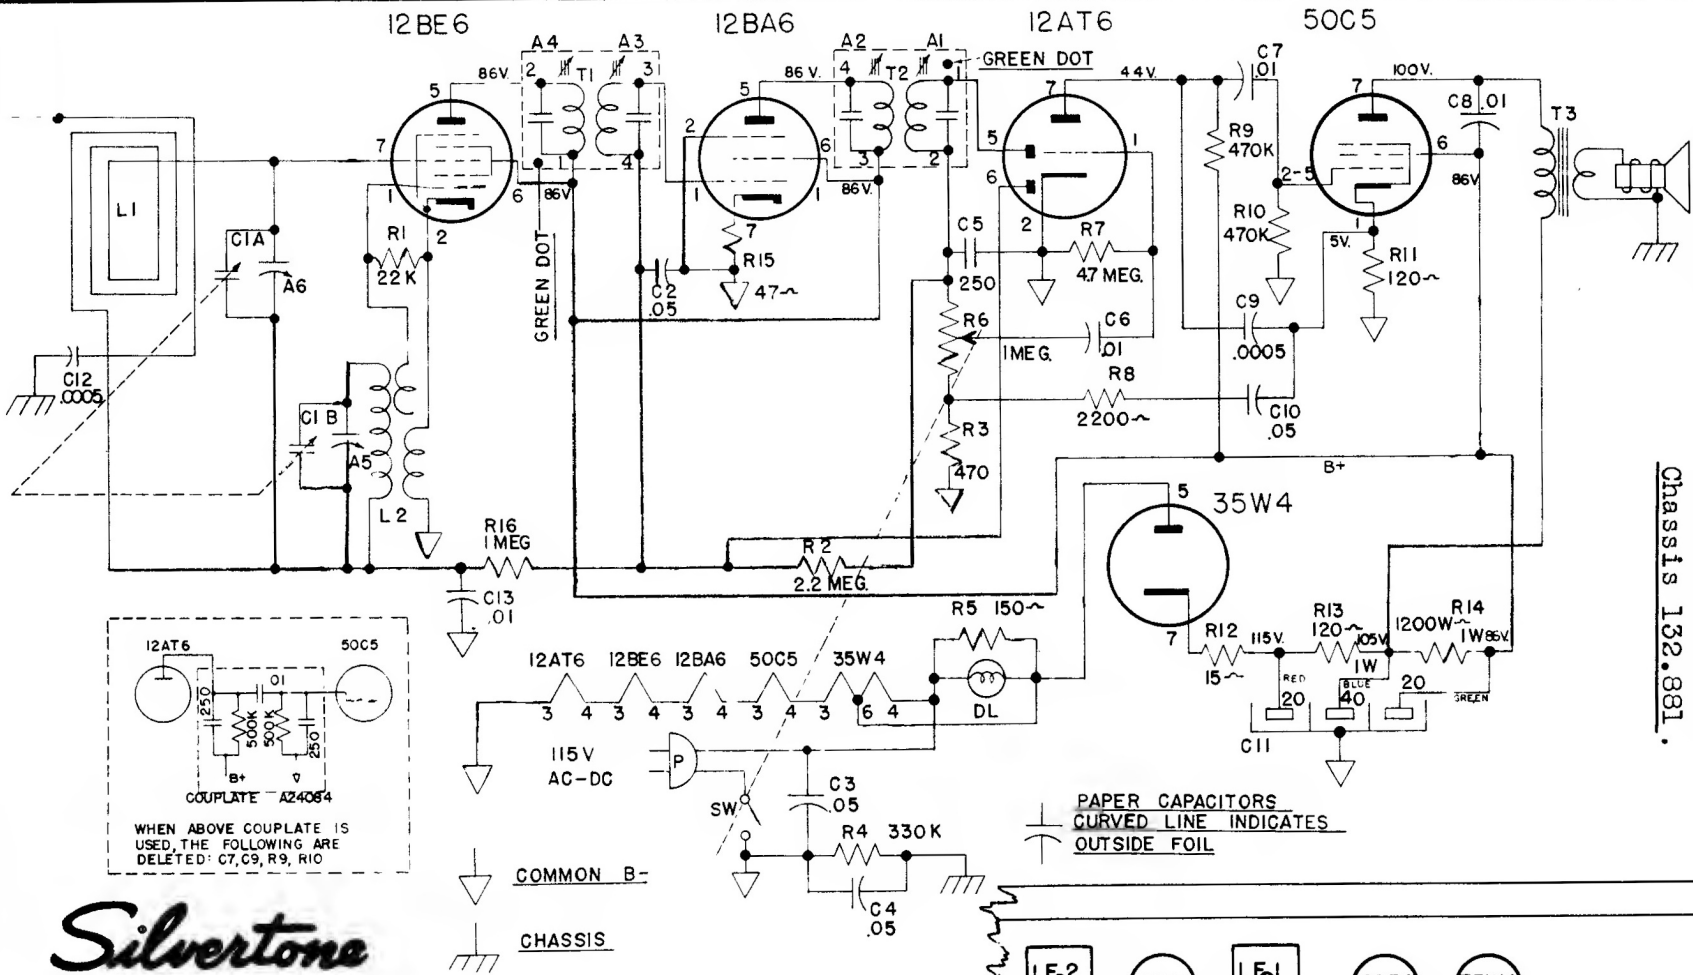 12BE6
12BA6
12AT6
50C5
A4
A3
A2
A1
GREEN DOT
86V.
2
T1
3
86V.
4
T2
1
44V.
C7
.01
100V.
5
5
7
7
C8 .01
T3
7
2
5
R9
470K
6
1
4
6
3
2
1
2-5
86V
1
6
86V
1
1
86V.
6
L1
R1
2
22K
C1A
A6
7
R15
47~
C5
250
2
R7
4.7 MEG.
R10
470K
1
5V.
R11
120~
GREEN DOT
C2
.05
R6
1MEG.
C6
.01
C9
.0005
C12
.0005
R8
2200~
C10
.05
C1B
A5
R3
470
B+
L2
5
35W4
R16
1MEG
R2
2.2 MEG.
C13
.01
7
R12
15~
115V.
R13
120~
1W
105V.
R14
1200W~
1W
86V.
RED
20
BLUE
40
20
GREEN
C11
R5 150~
DL
12AT6
12BE6
12BA6
50C5
35W4
3 4 3 4 3 4 3 4 3 6 4
115V
AC-DC
P
SW
C3
.05
R4 330K
C4
.05
12AT6
50C5
250
.01
500K
500K
250
B+
COUPLATE A24084
WHEN ABOVE COUPLATE IS
USED, THE FOLLOWING ARE
DELETED: C7, C9, R9, R10
COMMON B-
CHASSIS
PAPER CAPACITORS
CURVED LINE INDICATES
OUTSIDE FOIL
Chassis 132.881.
Silvertone